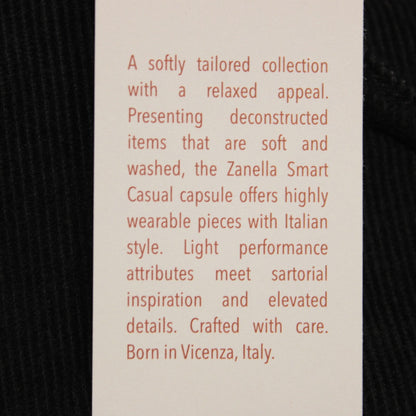 A softly tailored collection
with a relaxed appeal.
Presenting deconstructed
items that are soft and
washed, the Zanella Smart
Casual capsule offers highly
wearable pieces with Italian
style. Light performance
attributes meet sartorial
inspiration and elevated
details. Crafted with care.
Born in Vicenza, Italy.